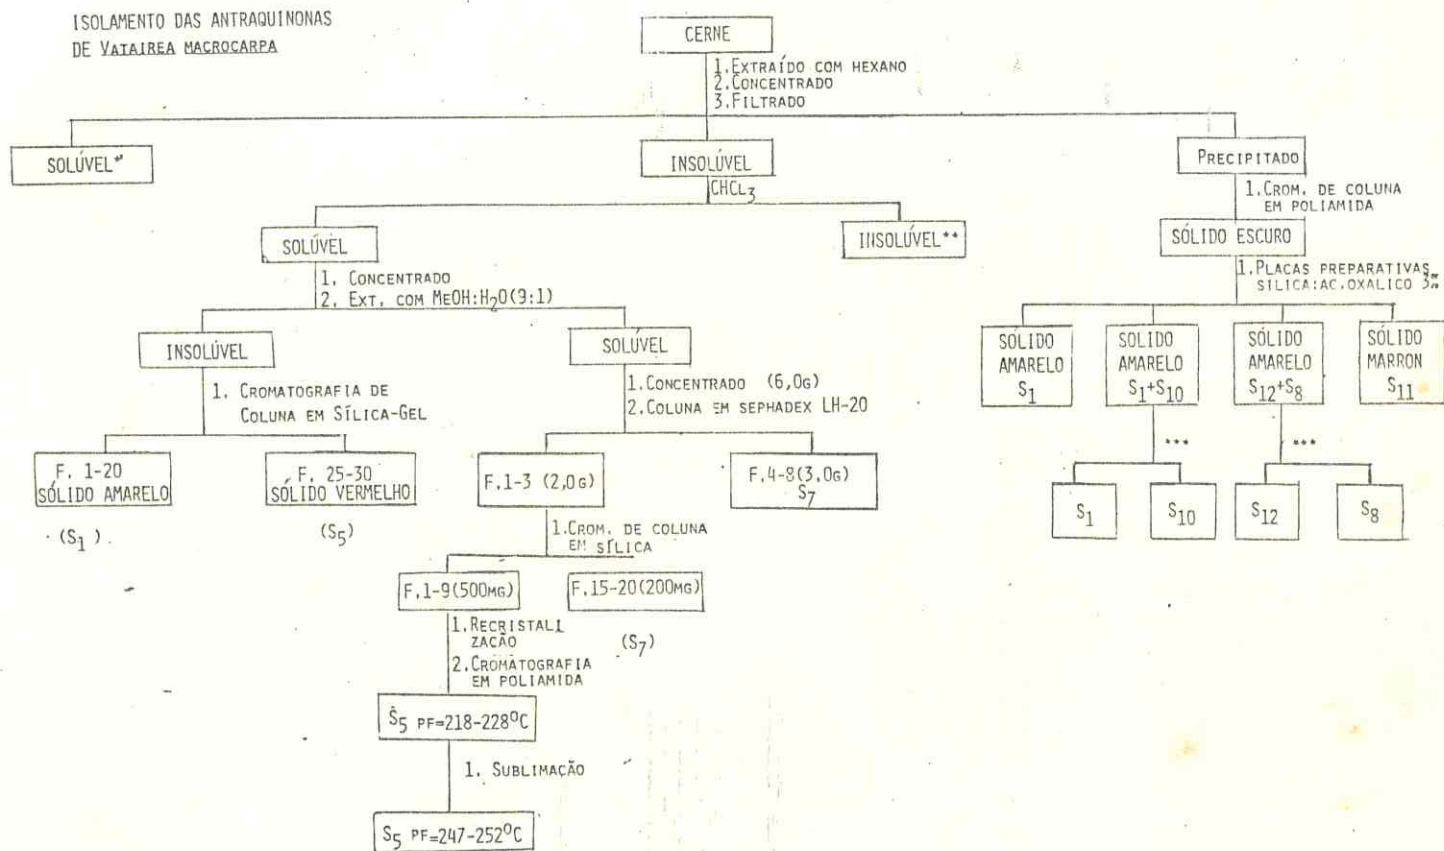 ISOLAMENTO DAS ANTRAQUINONAS
DE VATAIREA MACROCARPA
CERNE
1.EXTRAÍDO COM HEXANO
2.CONCENTRADO
3.FILTRADO
SOLÚVEL*
INSOLÚVEL
PRECIPITADO
CHCL3
1.CROM. DE COLUNA
EM POLIAMIDA
SOLÚVEL
INSOLÚVEL**
SÓLIDO ESCURO
1. CONCENTRADO
2. EXT. COM MEOH:H2O(9:1)
1.PLACAS PREPARATIVAS
SILICA:AC.OXALICO 3%
INSOLÚVEL
SOLÚVEL
SÓLIDO
AMARELO
S1
SOLIDO
AMARELO
S1+S10
SÓLIDO
AMARELO
S12+S8
SÓLIDO
MARRON
S11
1. CROMATOGRAFIA DE
COLUNA EM SÍLICA-GEL
1.CONCENTRADO (6,0G)
2.COLUNA EM SEPHADEX LH-20
***
***
F. 1-20
SÓLIDO AMARELO
(S1)
F. 25-30
SÓLIDO VERMELHO
(S5)
F.1-3 (2,0G)
F.4-8(3,0G)
S7
S1
S10
S12
S8
1.CROM. DE COLUNA
EM SÍLICA
F.1-9(500MG)
F.15-20(200MG)
(S7)
1.RECRISTALI
ZAÇÃO
2.CROMATOGRAFIA
EM POLIAMIDA
S5 PF=218-228ºC
1. SUBLIMAÇÃO
S5 PF=247-252ºC